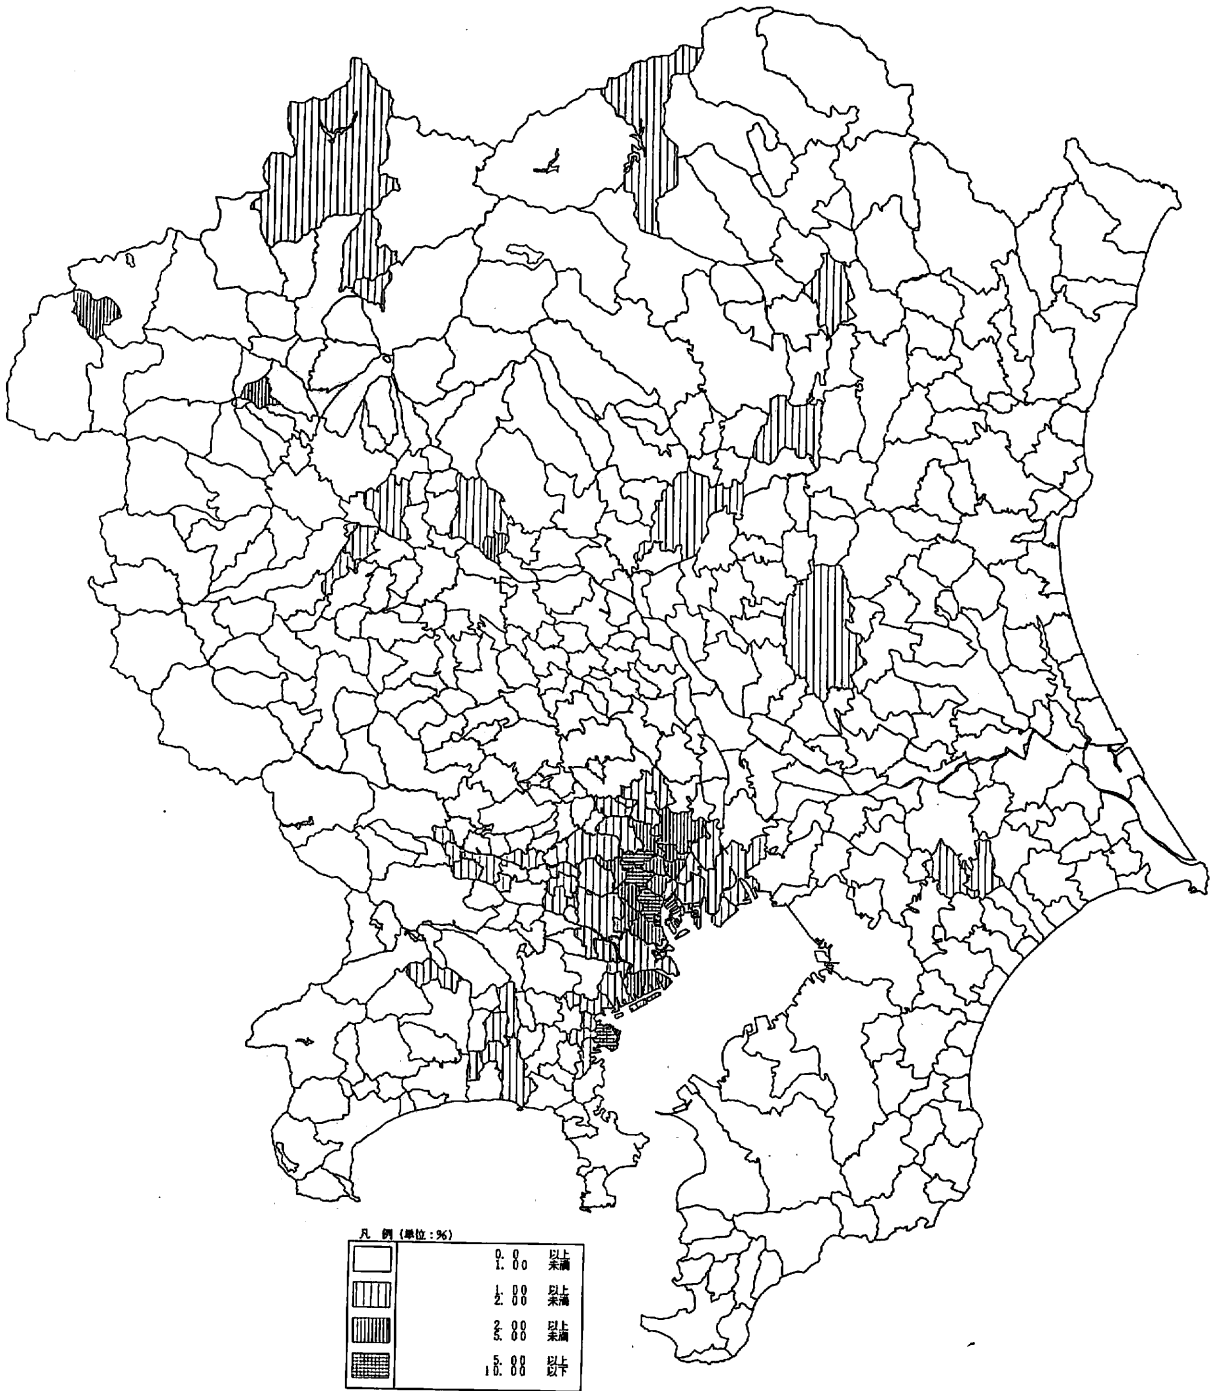 凡 例 (単位:%)
0.0 以上
1.00 未満
1.00 以上
2.00 未満
2.00 以上
5.00 未満
5.00 以上
10.00 以下